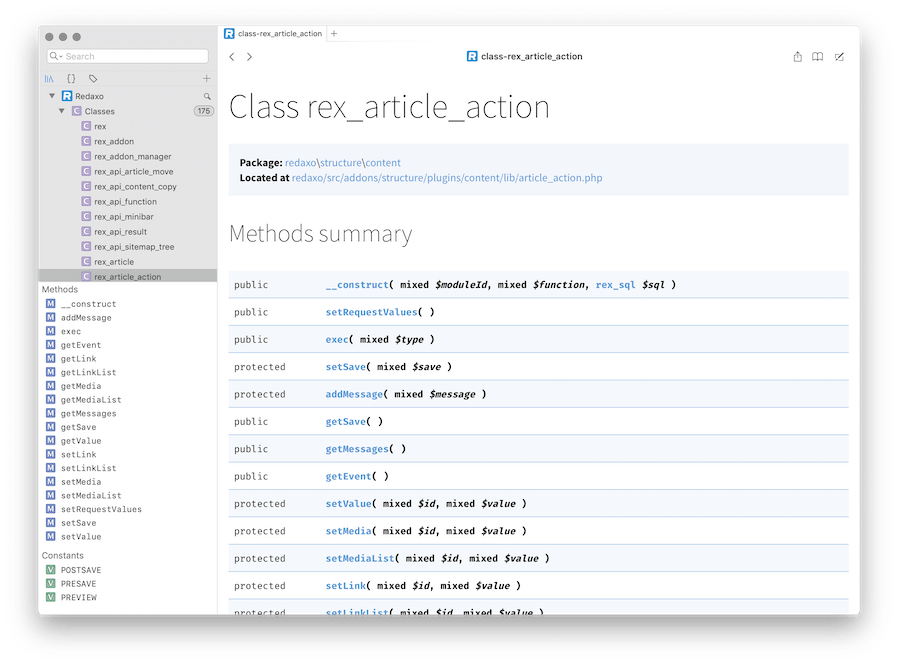 class-rex_article_action
Search
class-rex_article_action
{}
Redaxo
Classes 175
rex
rex_addon
rex_addon_manager
rex_api_article_move
rex_api_content_copy
rex_api_function
rex_api_minibar
rex_api_result
rex_api_sitemap_tree
rex_article
rex_article_action
Methods
__construct
addMessage
exec
getEvent
getLink
getLinkList
getMedia
getMediaList
getMessages
getSave
getValue
setLink
setLinkList
setMedia
setMediaList
setRequestValues
setSave
setValue
Constants
POSTSAVE
PRESAVE
PREVIEW
Class rex_article_action
Package: redaxo\structure\content
Located at redaxo/src/addons/structure/plugins/content/lib/article_action.php
Methods summary
public __construct( mixed $moduleId, mixed $function, rex_sql $sql )
public setRequestValues( )
public exec( mixed $type )
protected setSave( mixed $save )
protected addMessage( mixed $message )
public getSave( )
public getMessages( )
public getEvent( )
protected setValue( mixed $id, mixed $value )
protected setMedia( mixed $id, mixed $value )
protected setMediaList( mixed $id, mixed $value )
protected setLink( mixed $id, mixed $value )
protected setLinkList( mixed $id, mixed $value )